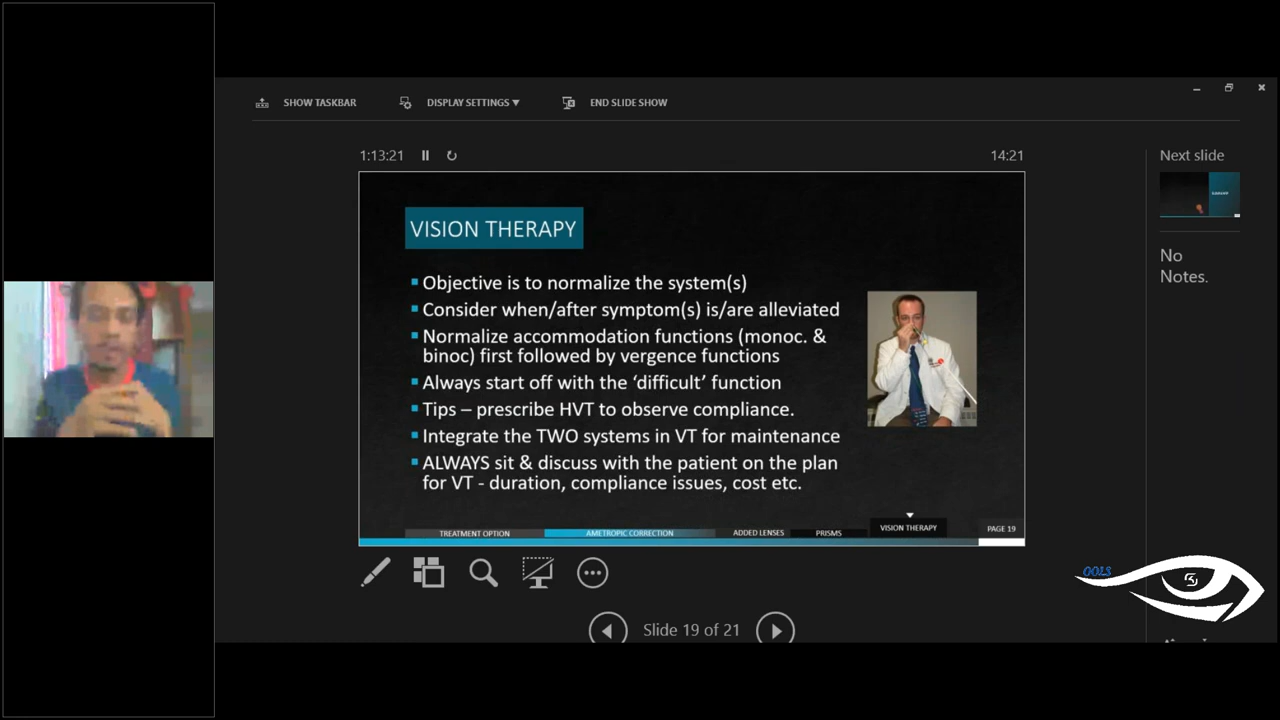 SHOW TASKBAR
DISPLAY SETTINGS ▼
END SLIDE SHOW
1:13:21
14:21
Next slide
No
Notes.
VISION THERAPY
Objective is to normalize the system(s)
Consider when/after symptom(s) is/are alleviated
Normalize accommodation functions (monoc. &
binoc) first followed by vergence functions
Always start off with the ‘difficult’ function
Tips – prescribe HVT to observe compliance.
Integrate the TWO systems in VT for maintenance
ALWAYS sit & discuss with the patient on the plan
for VT - duration, compliance issues, cost etc.
TREATMENT OPTION
AMETROPIC CORRECTION
ADDED LENSES
PRISMS
VISION THERAPY
PAGE 19
OOLS
Slide 19 of 21